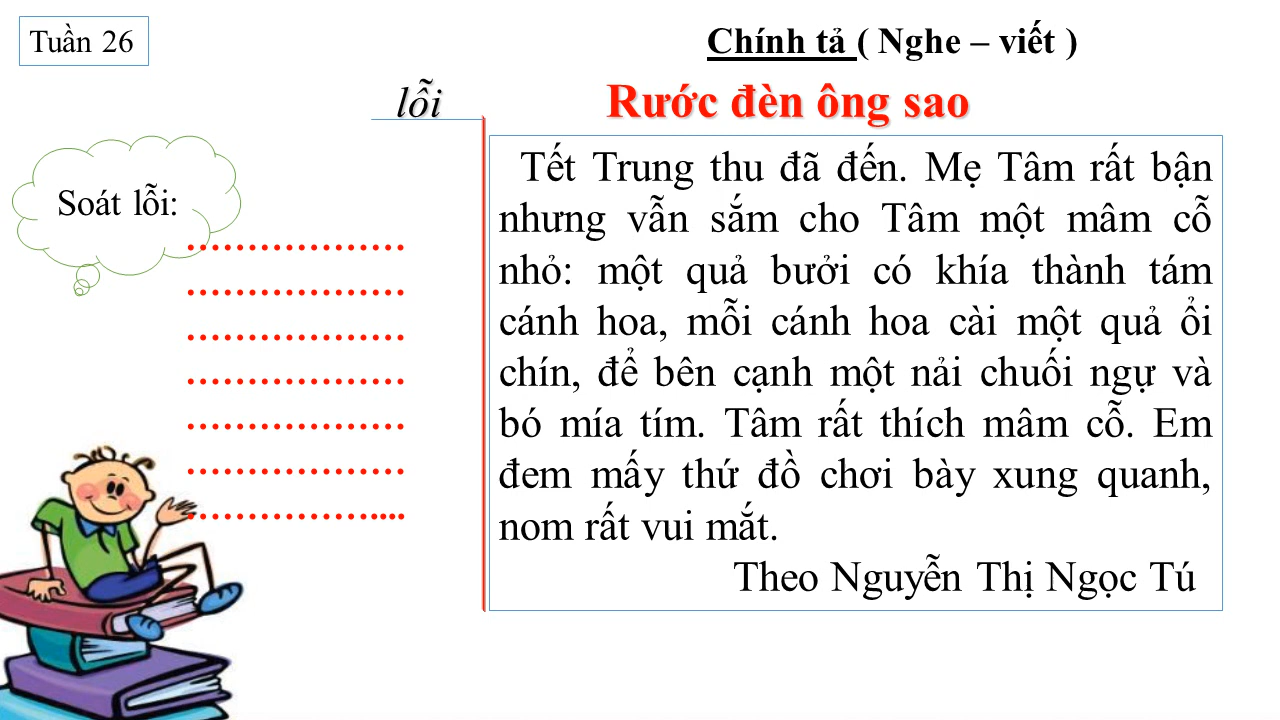 Tuần 26
Chính tả ( Nghe – viết )
lỗi
Rước đèn ông sao
Soát lỗi:
………………
………………
………………
………………
………………
………………
……………....
Tết Trung thu đã đến. Mẹ Tâm rất bận
nhưng vẫn sắm cho Tâm một mâm cỗ
nhỏ: một quả bưởi có khía thành tám
cánh hoa, mỗi cánh hoa cài một quả ổi
chín, để bên cạnh một nải chuối ngự và
bó mía tím. Tâm rất thích mâm cỗ. Em
đem mấy thứ đồ chơi bày xung quanh,
nom rất vui mắt.
Theo Nguyễn Thị Ngọc Tú